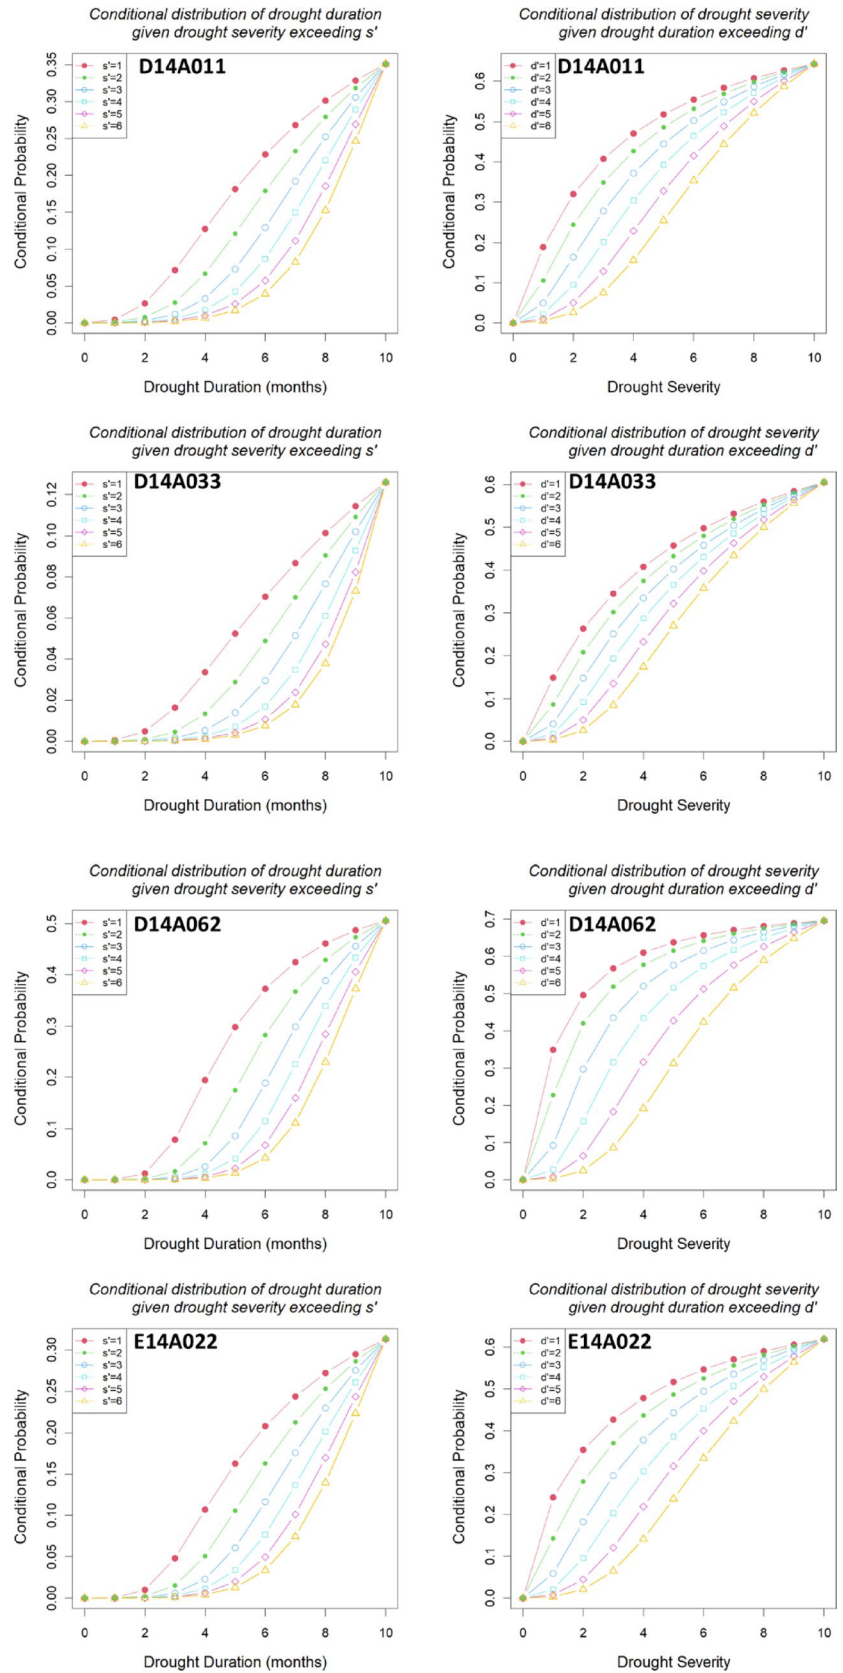 Conditional distribution of drought duration
given drought severity exceeding s'
D14A011
s'=1
s'=2
s'=3
s'=4
s'=5
s'=6
Conditional Probability
0.35
0.30
0.25
0.20
0.15
0.10
0.05
0.00
0 2 4 6 8 10
Drought Duration (months)
Conditional distribution of drought severity
given drought duration exceeding d'
D14A011
d'=1
d'=2
d'=3
d'=4
d'=5
d'=6
Conditional Probability
0.6
0.5
0.4
0.3
0.2
0.1
0.0
0 2 4 6 8 10
Drought Severity
Conditional distribution of drought duration
given drought severity exceeding s'
D14A033
s'=1
s'=2
s'=3
s'=4
s'=5
s'=6
Conditional Probability
0.12
0.10
0.08
0.06
0.04
0.02
0.00
0 2 4 6 8 10
Drought Duration (months)
Conditional distribution of drought severity
given drought duration exceeding d'
D14A033
d'=1
d'=2
d'=3
d'=4
d'=5
d'=6
Conditional Probability
0.6
0.5
0.4
0.3
0.2
0.1
0.0
0 2 4 6 8 10
Drought Severity
Conditional distribution of drought duration
given drought severity exceeding s'
D14A062
s'=1
s'=2
s'=3
s'=4
s'=5
s'=6
Conditional Probability
0.5
0.4
0.3
0.2
0.1
0.0
0 2 4 6 8 10
Drought Duration (months)
Conditional distribution of drought severity
given drought duration exceeding d'
D14A062
d'=1
d'=2
d'=3
d'=4
d'=5
d'=6
Conditional Probability
0.7
0.6
0.5
0.4
0.3
0.2
0.1
0.0
0 2 4 6 8 10
Drought Severity
Conditional distribution of drought duration
given drought severity exceeding s'
E14A022
s'=1
s'=2
s'=3
s'=4
s'=5
s'=6
Conditional Probability
0.30
0.25
0.20
0.15
0.10
0.05
0.00
0 2 4 6 8 10
Drought Duration (months)
Conditional distribution of drought severity
given drought duration exceeding d'
E14A022
d'=1
d'=2
d'=3
d'=4
d'=5
d'=6
Conditional Probability
0.6
0.5
0.4
0.3
0.2
0.1
0.0
0 2 4 6 8 10
Drought Severity